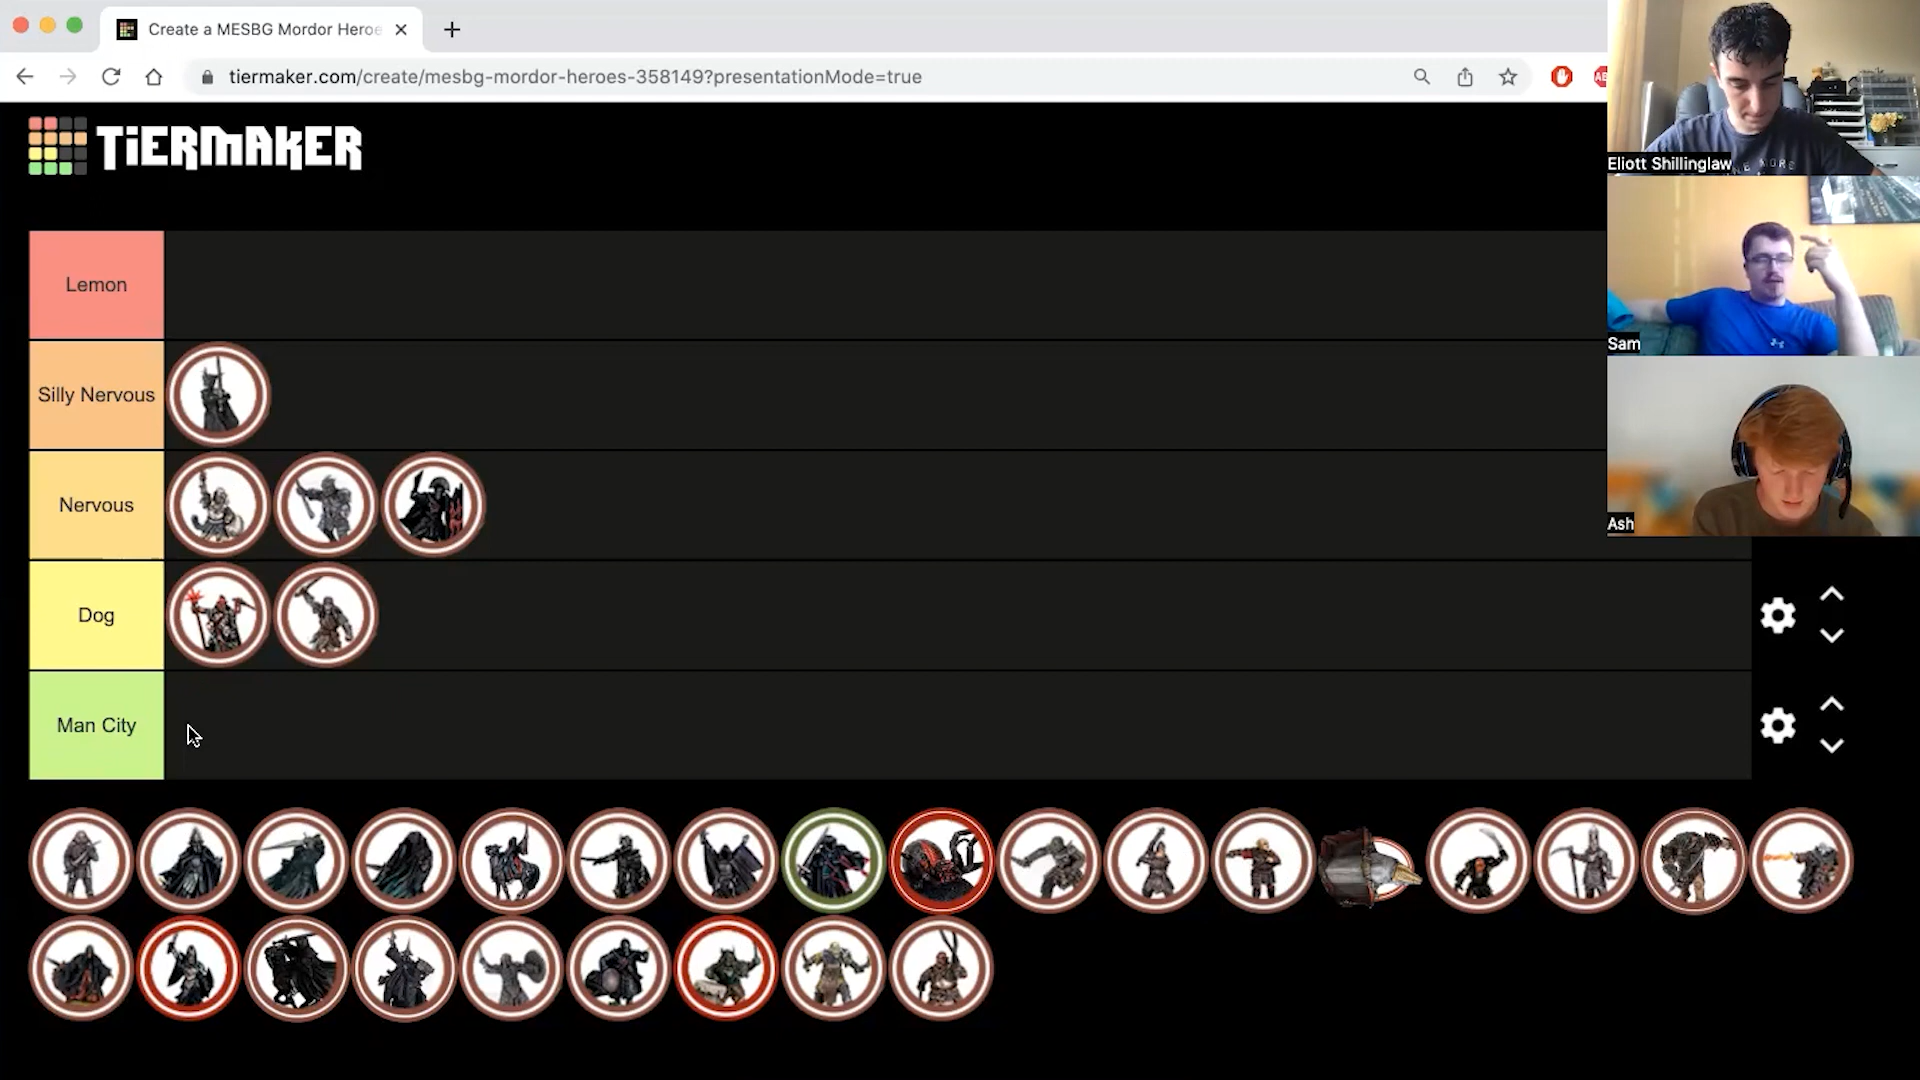 Create a MESBG Mordor Heroe
tiermaker.com/create/mesbg-mordor-heroes-358149?presentationMode=true
TiERMAKER
Lemon
Silly Nervous
Nervous
Dog
Man City
Eliott Shillinglaw
Sam
Ash